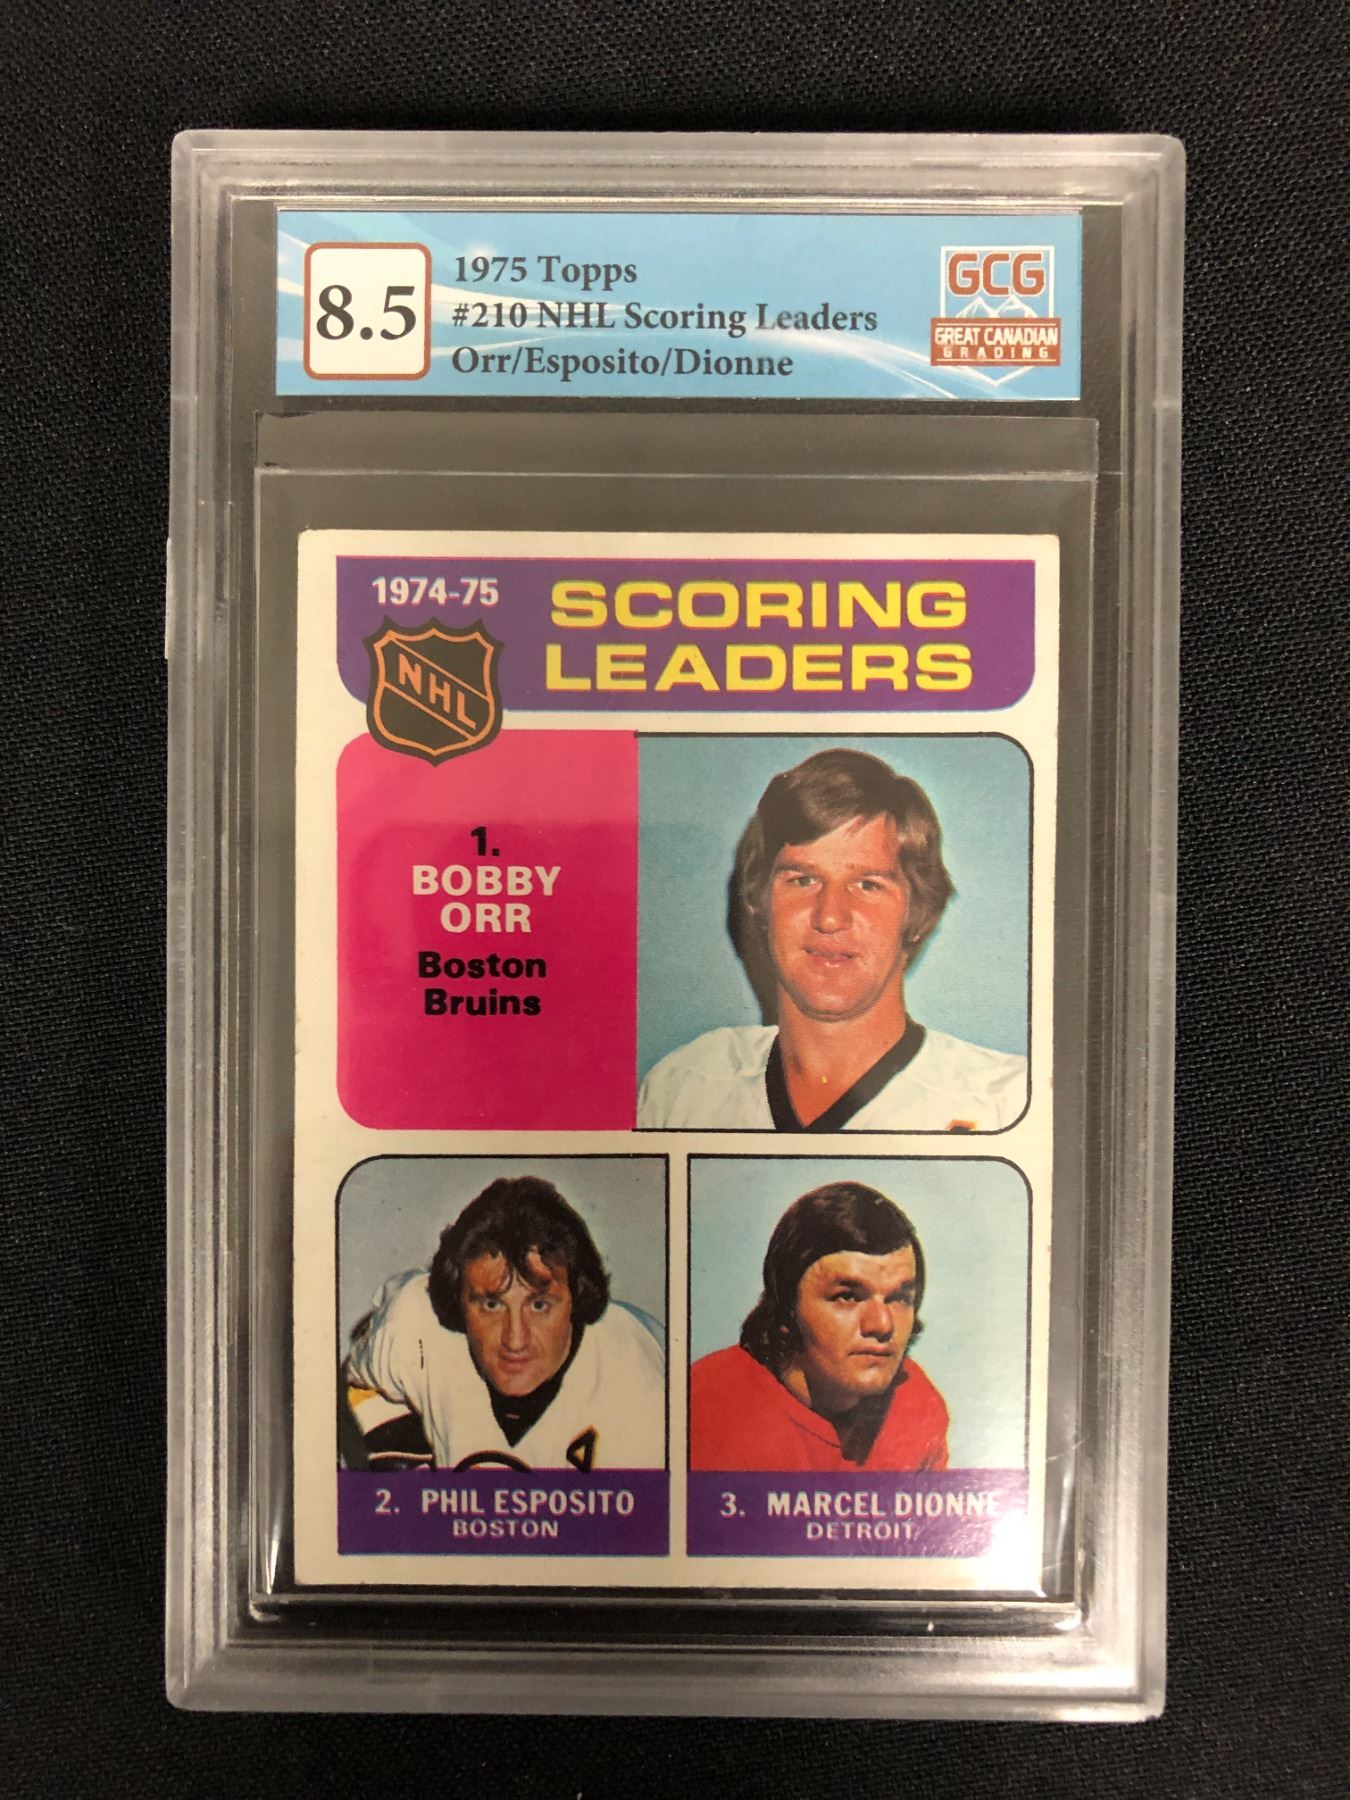 8.5
1975 Topps
#210 NHL Scoring Leaders
Orr/Esposito/Dionne
GCG
GREAT CANADIAN
GRADING
1974-75
NHL
SCORING
LEADERS
1.
BOBBY
ORR
Boston
Bruins
2. PHIL ESPOSITO
BOSTON
3. MARCEL DIONNE
DETROIT